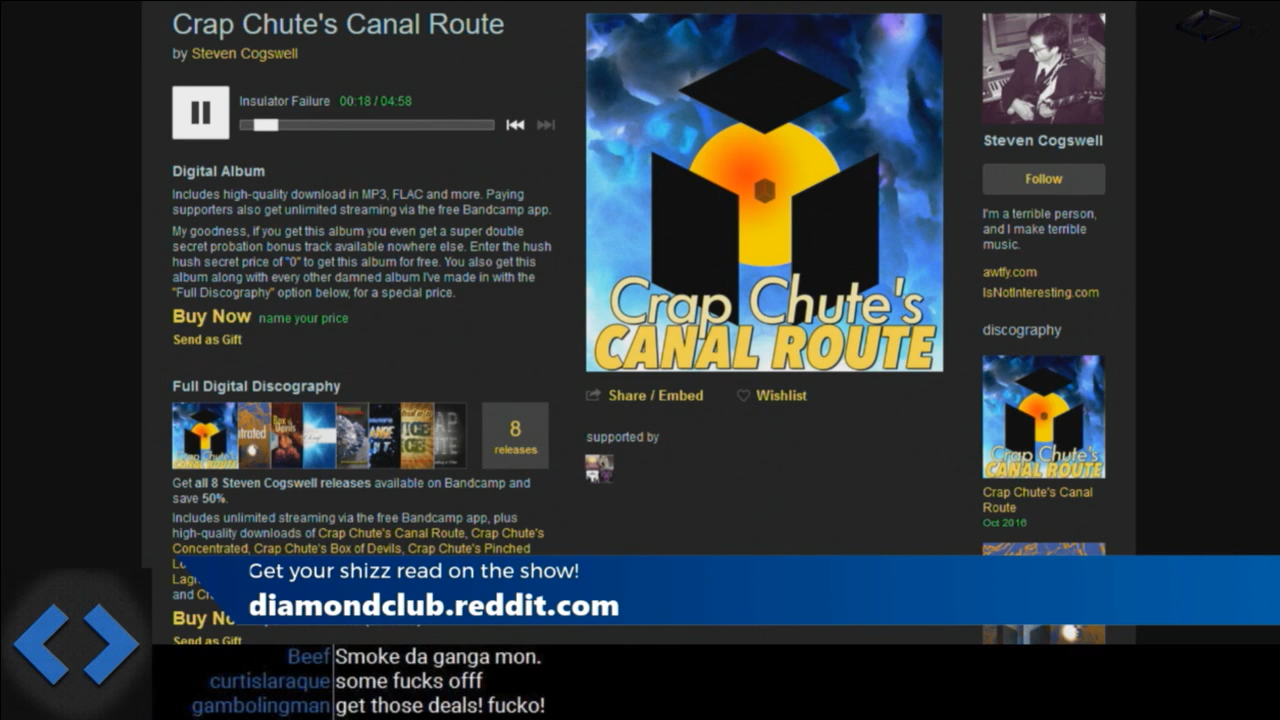 Crap Chute's Canal Route
by Steven Cogswell
Insulator Failure 00:18 / 04:58
Digital Album
Includes high-quality download in MP3, FLAC and more. Paying
supporters also get unlimited streaming via the free Bandcamp app.
My goodness, if you get this album you even get a super double
secret probation bonus track available nowhere else. Enter the hush
hush secret price of "0" to get this album for free. You also get this
album along with every other damned album I've made in with the
"Full Discography" option below, for a special price.
Buy Now name your price
Send as Gift
Full Digital Discography
8
releases
Get all 8 Steven Cogswell releases available on Bandcamp and
save 50%.
Includes unlimited streaming via the free Bandcamp app, plus
high-quality downloads of Crap Chute's Canal Route, Crap Chute's
Concentrated, Crap Chute's Box of Devils, Crap Chute's Pinched
and
Buy
Send as Gift
Crap Chute's
CANAL ROUTE
Share / Embed Wishlist
supported by
Steven Cogswell
Follow
I'm a terrible person,
and I make terrible
music.
awtfy.com
IsNotInteresting.com
discography
Crap Chute's
CANAL ROUTE
Crap Chute's Canal
Route
Oct 2016
Get your shizz read on the show!
diamondclub.reddit.com
Beef Smoke da ganga mon.
curtislaraque some fucks offf
gambolingman get those deals! fucko!